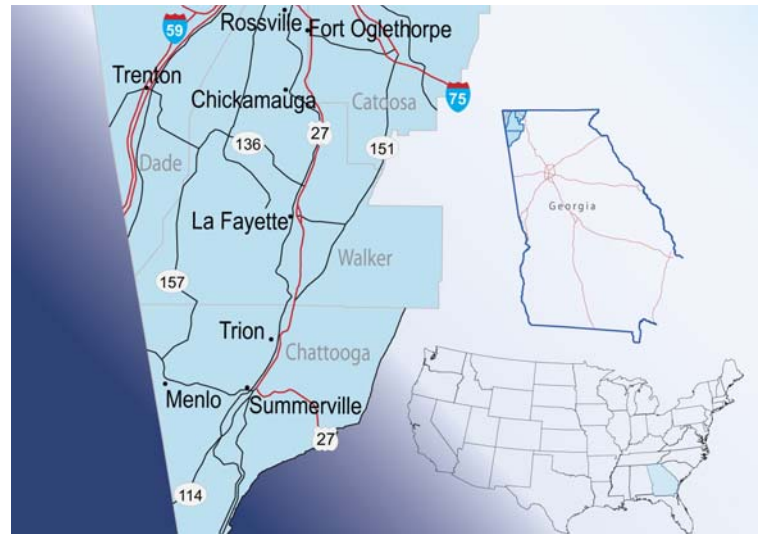 59
Rossville
Fort Oglethorpe
Trenton
Chickamauga
Catoosa
75
27
136
151
Dade
Georgia
La Fayette
Walker
157
Trion
Chattooga
Menlo
Summerville
27
114